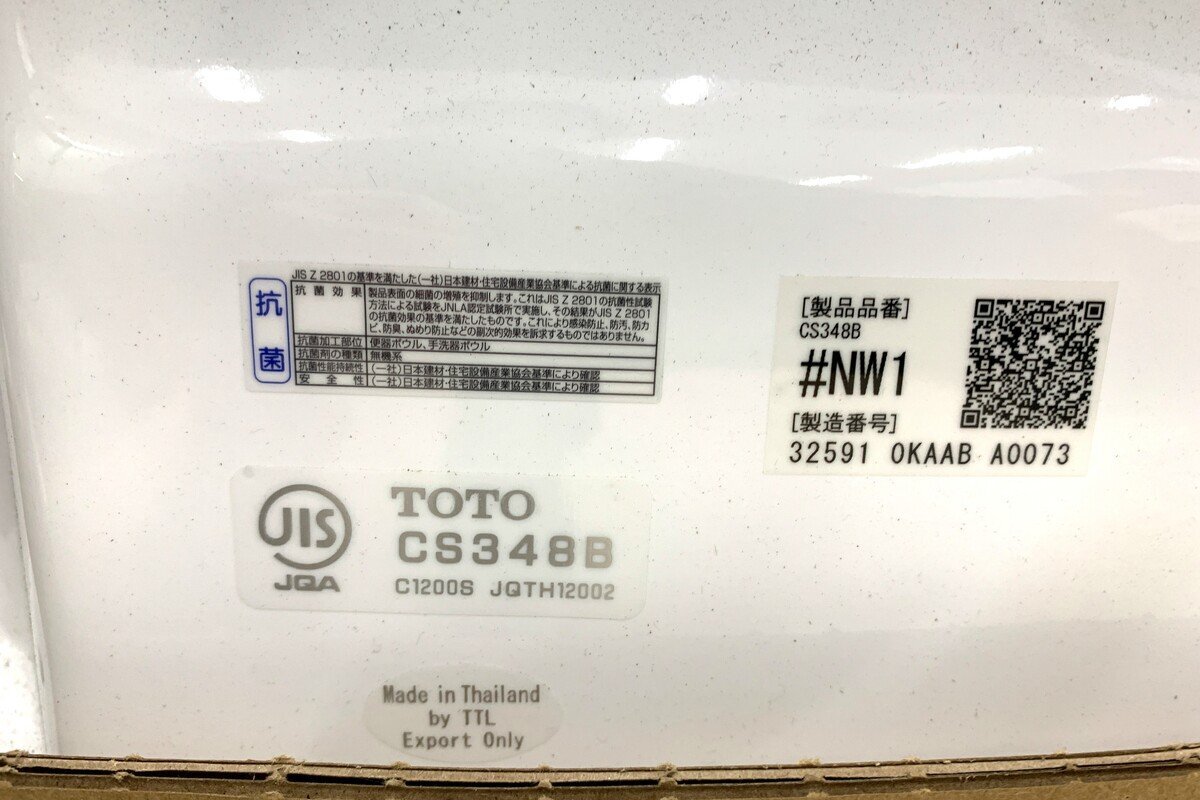 JIS Z 2801の基準を満たした(一社)日本建材・住宅設備産業協会基準による抗菌に関する表示
抗菌
抗菌効果
製品表面の細菌の増殖を抑制します。これはJIS Z 2801の抗菌性試験
方法による試験をJNLA認定試験所で実施し、その結果がJIS Z 2801
の抗菌効果の基準を満たしたものです。これにより感染防止、防汚、防カ
ビ、防臭、ぬめり防止などの副次的効果を訴求するものではありません。
抗菌加工部位 便器ボウル、手洗器ボウル
抗菌剤の種類 無機系
抗菌性能持続性 (一社)日本建材・住宅設備産業協会基準により確認
安全性 (一社)日本建材・住宅設備産業協会基準により確認
[製品品番]
CS348B
#NW1
[製造番号]
32591 0KAAB A0073
JIS
JQA
TOTO
CS348B
C1200S JQTH12002
Made in Thailand
by TTL
Export Only